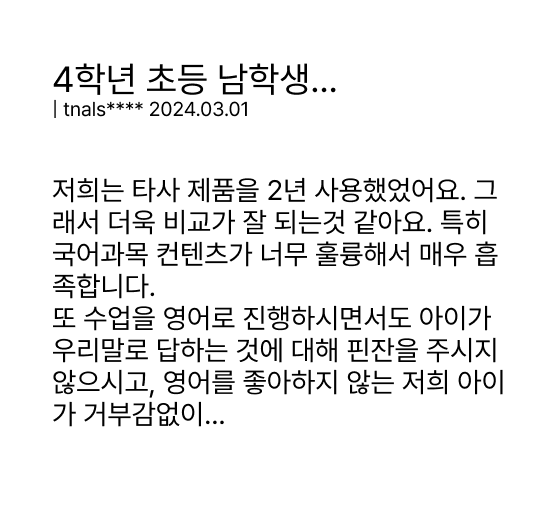 4학년 초등 남학생...
| tnals**** 2024.03.01
저희는 타사 제품을 2년 사용했었어요. 그
래서 더욱 비교가 잘 되는것 같아요. 특히
국어과목 컨텐츠가 너무 훌륭해서 매우 흡
족합니다.
또 수업을 영어로 진행하시면서도 아이가
우리말로 답하는 것에 대해 핀잔을 주시지
않으시고, 영어를 좋아하지 않는 저희 아이
가 거부감없이...